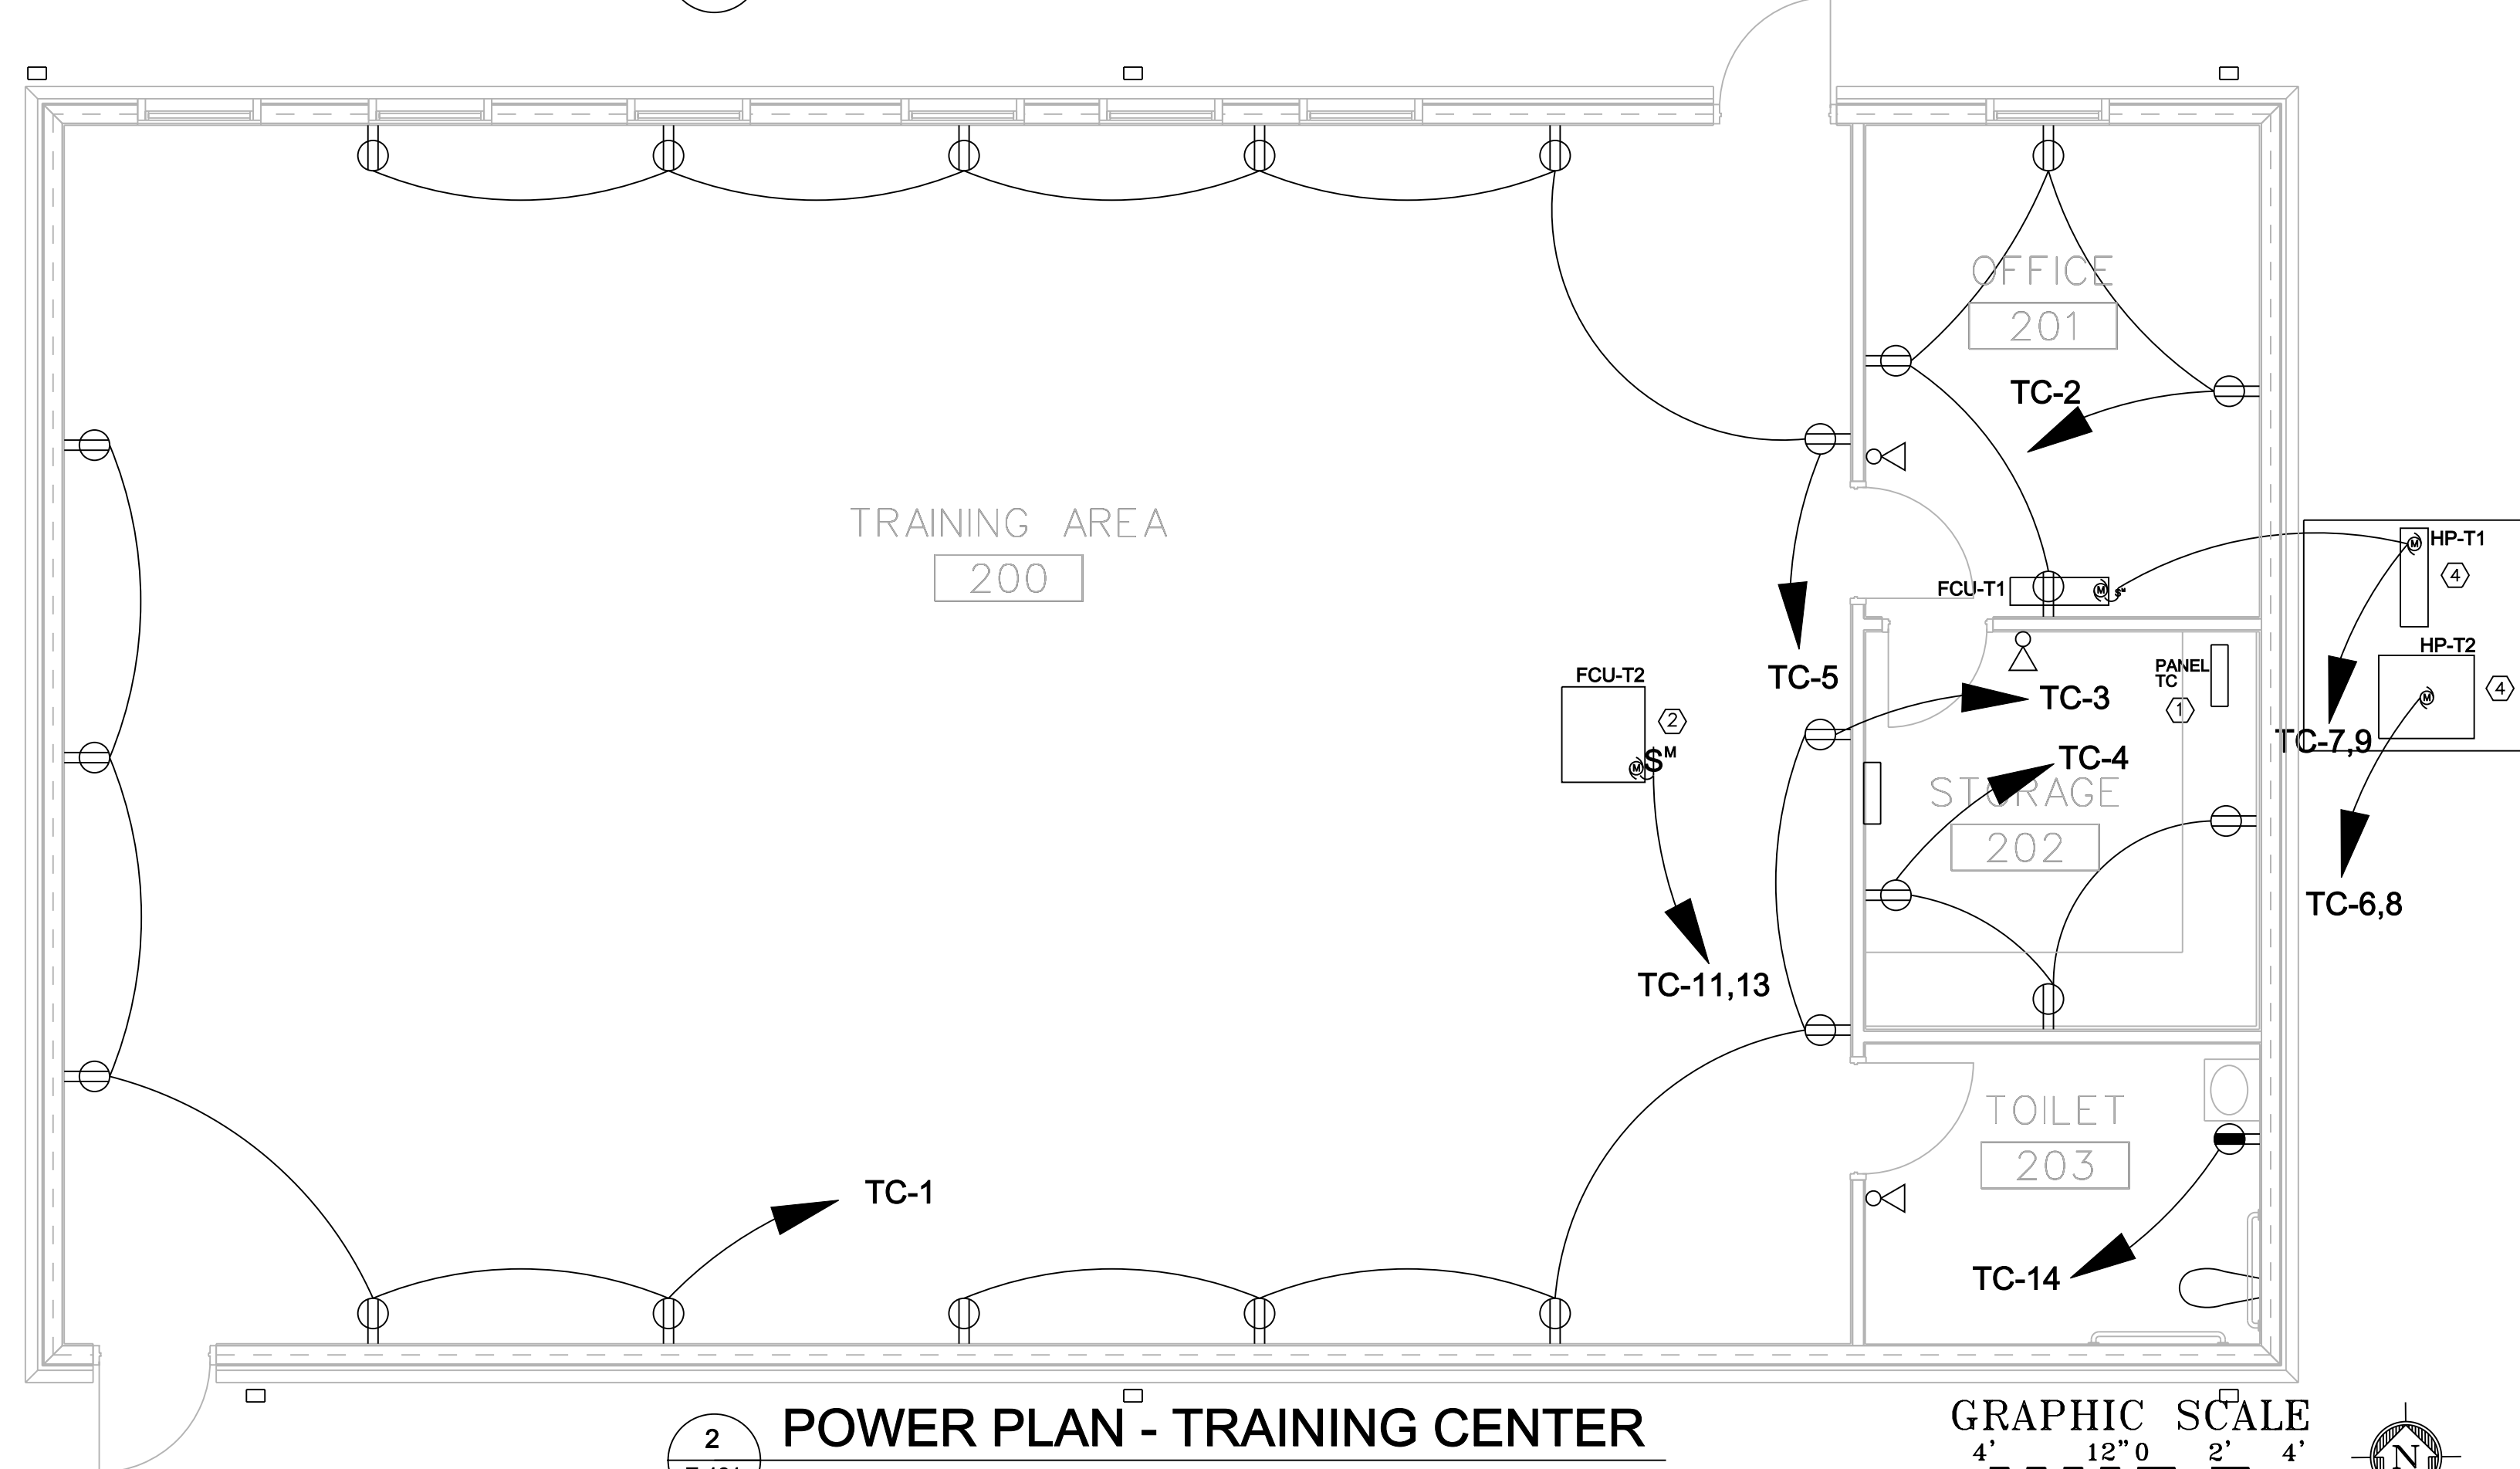 OFFICE
201
TC-2
TRAINING AREA
200
HP-T1
4
FCU-T1
M
M
HP-T2
4
M
PANEL
TC
1
FCU-T2
2
M
S
M
TC-5
TC-3
TC-7,9
TC-4
STORAGE
202
TC-6,8
TC-11,13
TOILET
203
TC-1
TC-14
2
POWER PLAN - TRAINING CENTER
GRAPHIC SCALE
4' 12" 0 2' 4'
N